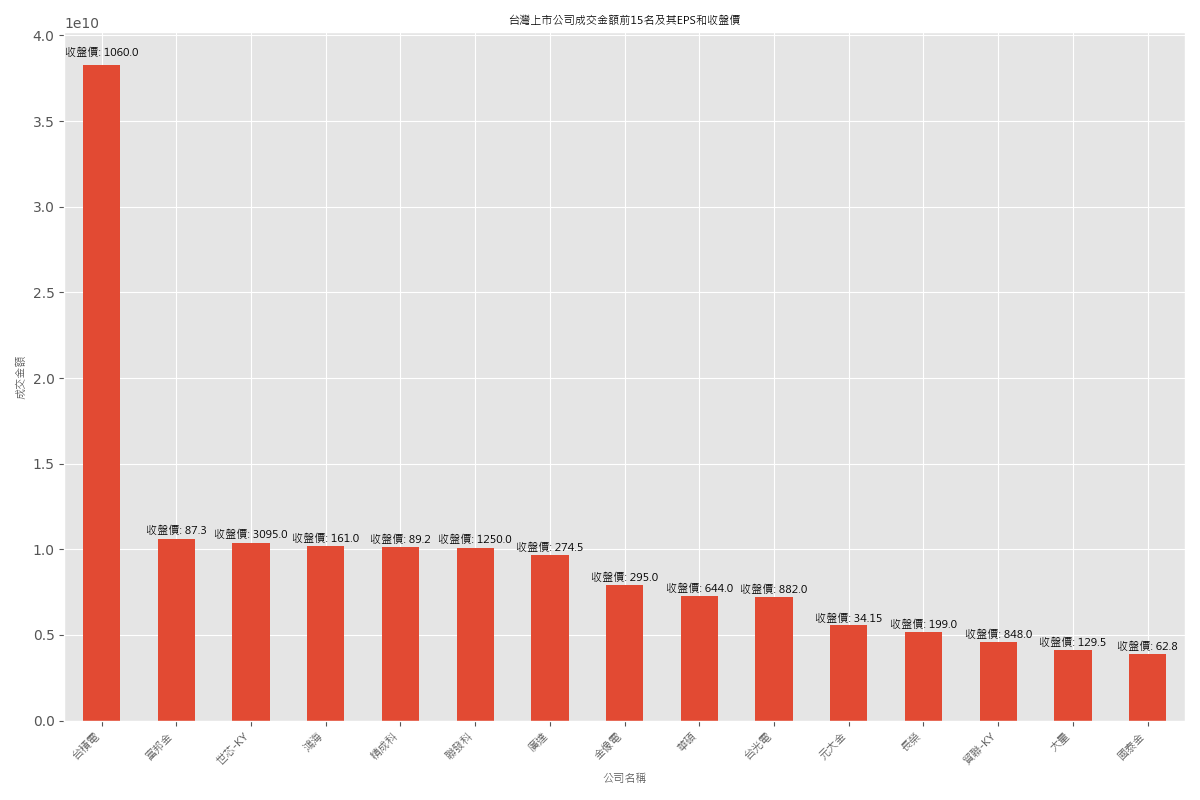 台灣上市公司成交金額前15名及其EPS和收盤價
1e10
4.0
3.5
3.0
2.5
2.0
1.5
1.0
0.5
0.0
成交金額
收盤價: 1060.0
收盤價: 87.3
收盤價: 3095.0
收盤價: 161.0
收盤價: 89.2
收盤價: 1250.0
收盤價: 274.5
收盤價: 295.0
收盤價: 644.0
收盤價: 882.0
收盤價: 34.15
收盤價: 199.0
收盤價: 848.0
收盤價: 129.5
收盤價: 62.8
台積電
富邦金
世芯-KY
鴻海
精成科
聯發科
廣達
金像電
華碩
台光電
元大金
長榮
貿聯-KY
大量
國泰金
公司名稱